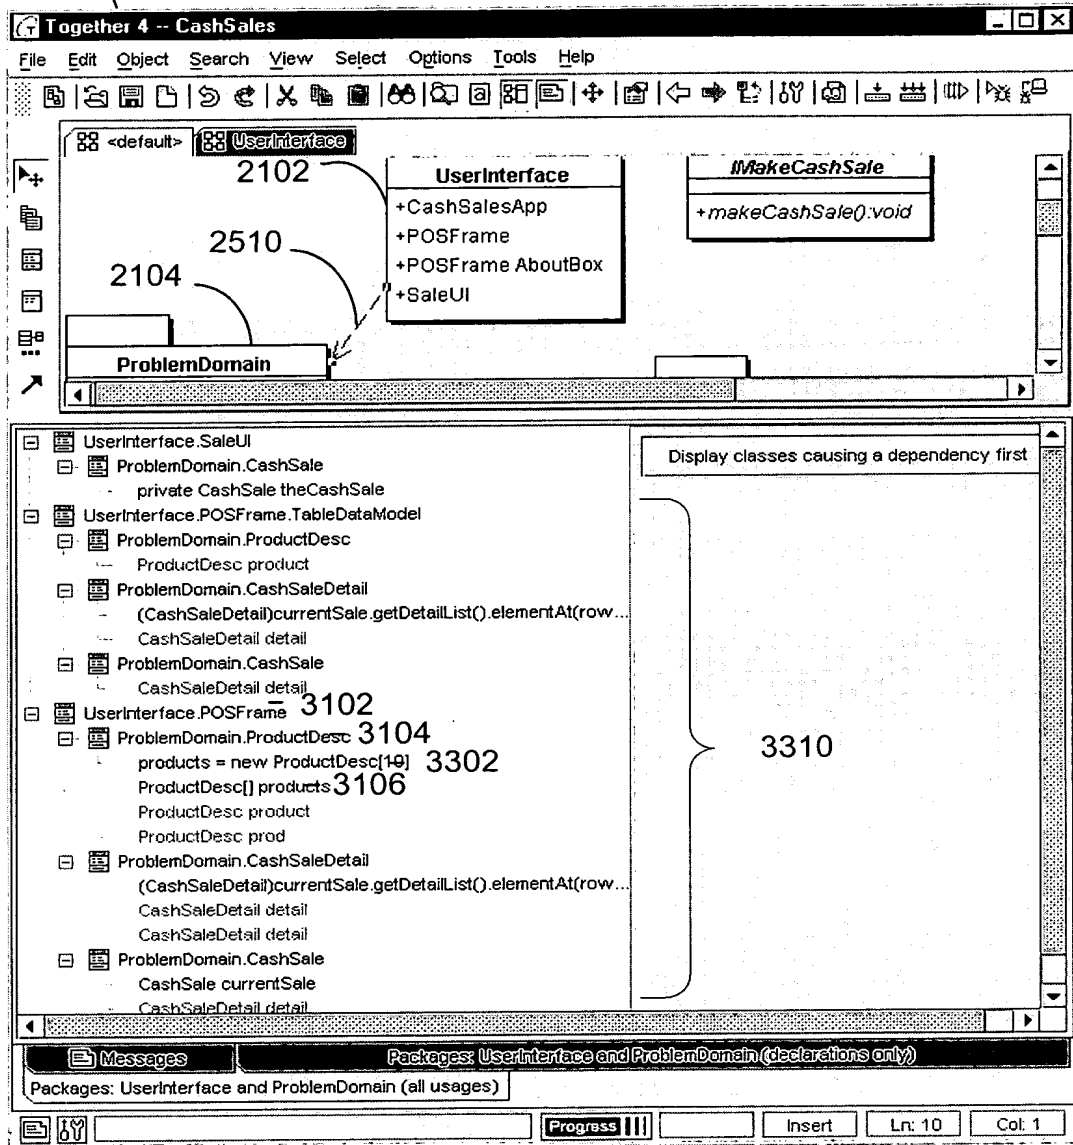 Together 4 -- CashSales
File Edit Object Search View Select Options Tools Help
<default> UserInterface
2102
UserInterface
+CashSalesApp
+POSFrame
+POSFrame AboutBox
+SaleUI
IMakeCashSale
+makeCashSale():void
2510
2104
ProblemDomain
UserInterface.SaleUI
ProblemDomain.CashSale
private CashSale theCashSale
UserInterface.POSFrame.TableDataModel
ProblemDomain.ProductDesc
ProductDesc product
ProblemDomain.CashSaleDetail
(CashSaleDetail)currentSale.getDetailList().elementAt(row...
CashSaleDetail detail
ProblemDomain.CashSale
CashSaleDetail detail
UserInterface.POSFrame 3102
ProblemDomain.ProductDesc 3104
products = new ProductDesc[10] 3302
ProductDesc[] products 3106
ProductDesc product
ProductDesc prod
ProblemDomain.CashSaleDetail
(CashSaleDetail)currentSale.getDetailList().elementAt(row...
CashSaleDetail detail
CashSaleDetail detail
ProblemDomain.CashSale
CashSale currentSale
CashSaleDetail detail
Display classes causing a dependency first
3310
Messages Packages: UserInterface and ProblemDomain (declarations only)
Packages: UserInterface and ProblemDomain (all usages)
Progress Insert Ln: 10 Col: 1